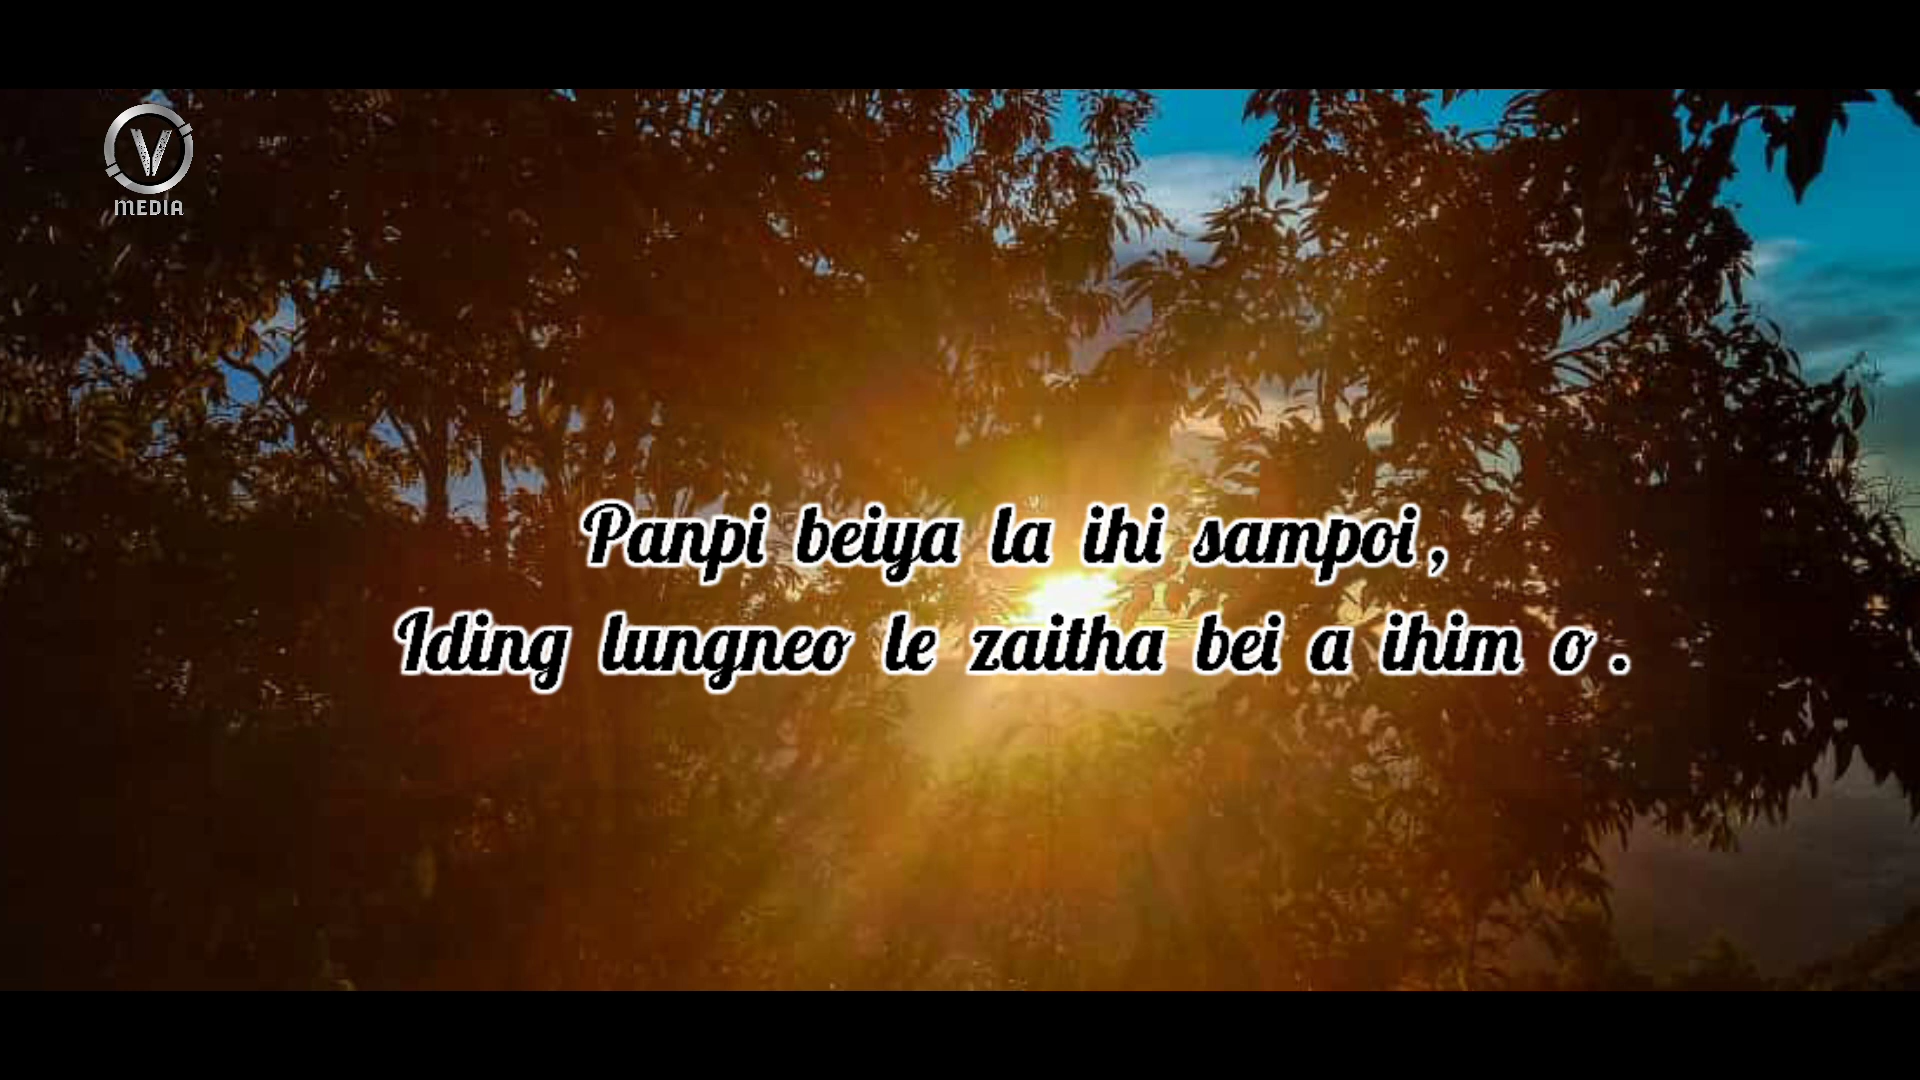 V
MEDIA
Panpi beiya la ihi sampoi,
Iding lungneo le zaitha bei a ihim o.